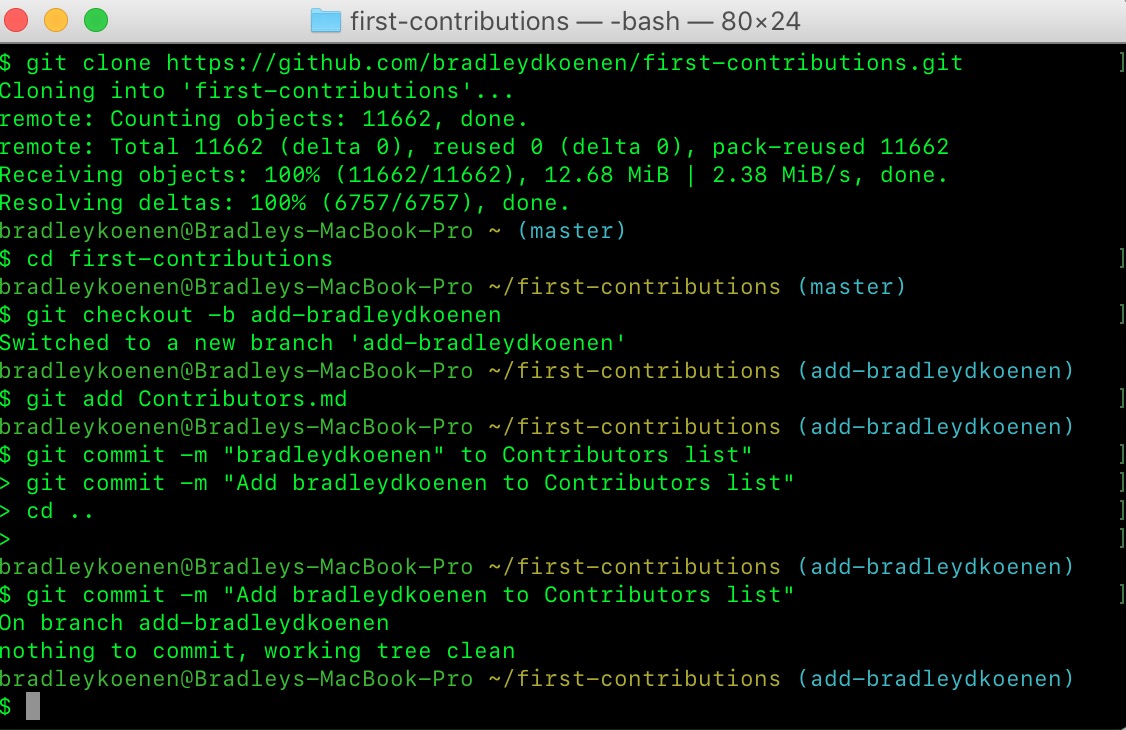 first-contributions — -bash — 80×24
$ git clone https://github.com/bradleydkoenen/first-contributions.git
Cloning into 'first-contributions'...
remote: Counting objects: 11662, done.
remote: Total 11662 (delta 0), reused 0 (delta 0), pack-reused 11662
Receiving objects: 100% (11662/11662), 12.68 MiB | 2.38 MiB/s, done.
Resolving deltas: 100% (6757/6757), done.
bradleykoenen@Bradleys-MacBook-Pro ~ (master)
$ cd first-contributions
bradleykoenen@Bradleys-MacBook-Pro ~/first-contributions (master)
$ git checkout -b add-bradleydkoenen
Switched to a new branch 'add-bradleydkoenen'
bradleykoenen@Bradleys-MacBook-Pro ~/first-contributions (add-bradleydkoenen)
$ git add Contributors.md
bradleykoenen@Bradleys-MacBook-Pro ~/first-contributions (add-bradleydkoenen)
$ git commit -m "bradleydkoenen" to Contributors list"
> git commit -m "Add bradleydkoenen to Contributors list"
> cd ..
>
bradleykoenen@Bradleys-MacBook-Pro ~/first-contributions (add-bradleydkoenen)
$ git commit -m "Add bradleydkoenen to Contributors list"
On branch add-bradleydkoenen
nothing to commit, working tree clean
bradleykoenen@Bradleys-MacBook-Pro ~/first-contributions (add-bradleydkoenen)
$